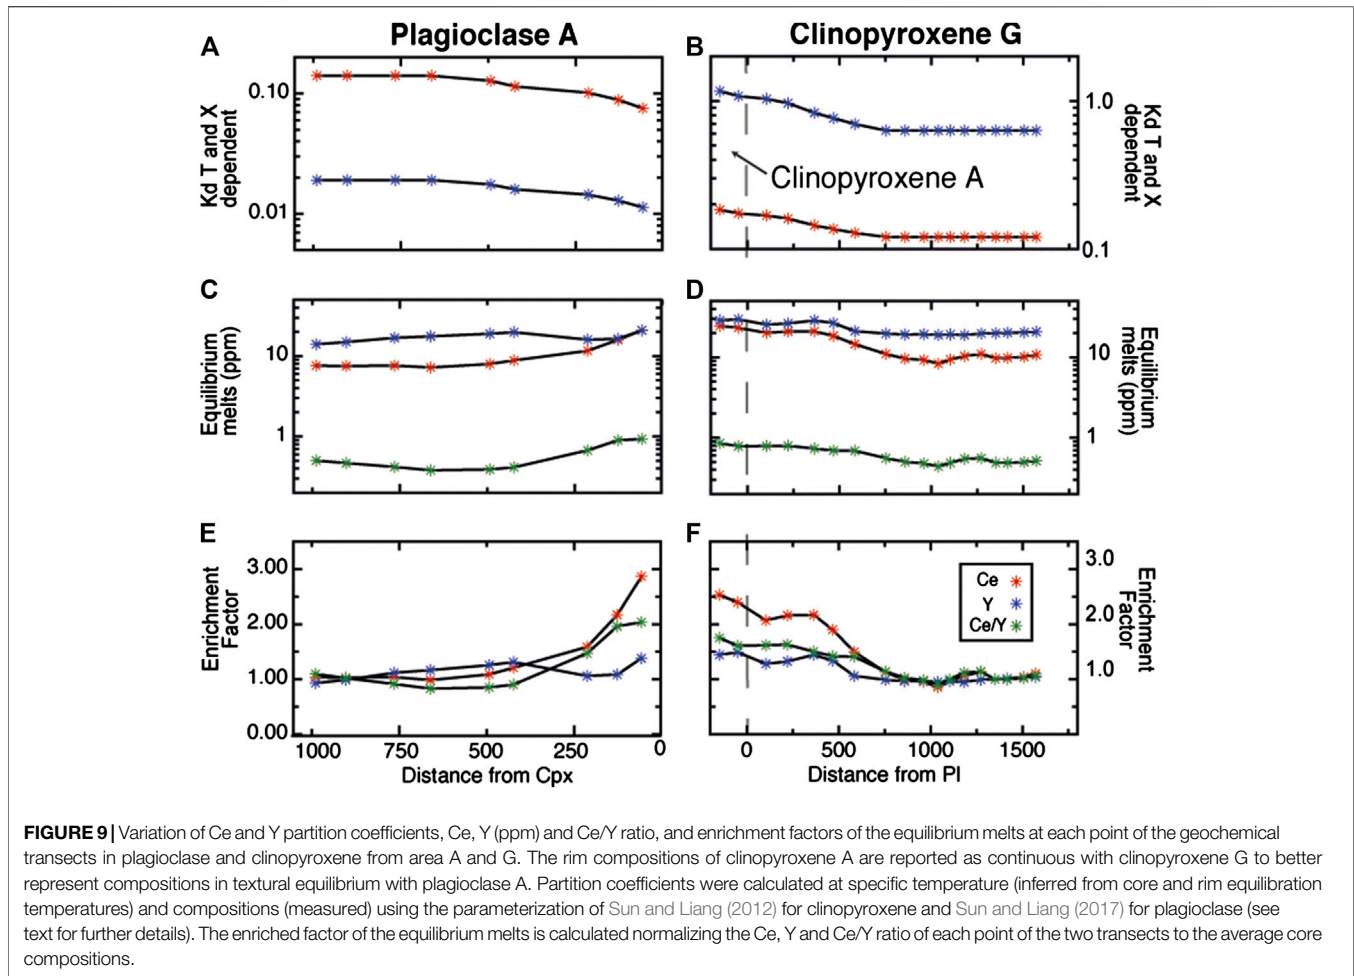 Plagioclase A
Clinopyroxene G
A
B
Kd T and X
dependent
0.10
0.01
Clinopyroxene A
1.0
0.1
Kd T and X
dependent
C
D
Equilibrium
melts (ppm)
10
1
10
1
Equilibrium
melts (ppm)
E
F
Enrichment
Factor
3.00
2.00
1.00
0.00
Ce
Y
Ce/Y
3.0
2.0
1.0
Enrichment
Factor
1000 750 500 250 0
Distance from Cpx
0 500 1000 1500
Distance from Pl
FIGURE 9 | Variation of Ce and Y partition coefficients, Ce, Y (ppm) and Ce/Y ratio, and enrichment factors of the equilibrium melts at each point of the geochemical
transects in plagioclase and clinopyroxene from area A and G. The rim compositions of clinopyroxene A are reported as continuous with clinopyroxene G to better
represent compositions in textural equilibrium with plagioclase A. Partition coefficients were calculated at specific temperature (inferred from core and rim equilibration
temperatures) and compositions (measured) using the parameterization of Sun and Liang (2012) for clinopyroxene and Sun and Liang (2017) for plagioclase (see
text for further details). The enriched factor of the equilibrium melts is calculated normalizing the Ce, Y and Ce/Y ratio of each point of the two transects to the average core
compositions.